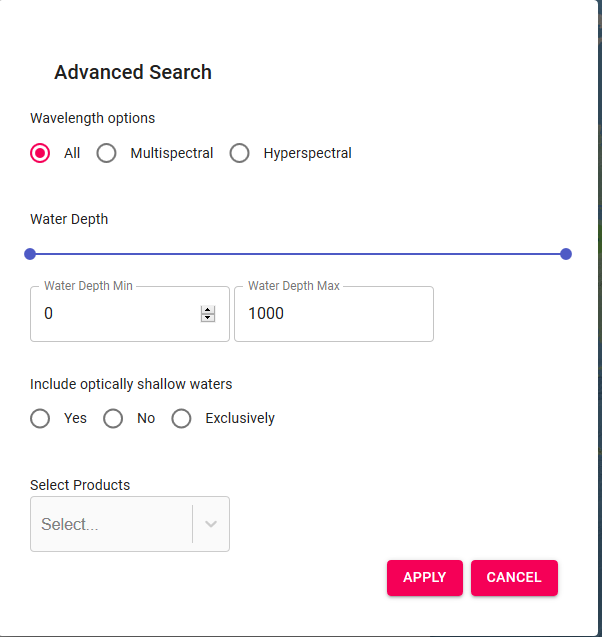 Advanced Search
Wavelength options
All Multispectral Hyperspectral
Water Depth
Water Depth Min Water Depth Max
0 1000
Include optically shallow waters
Yes No Exclusively
Select Products
Select...
APPLY CANCEL